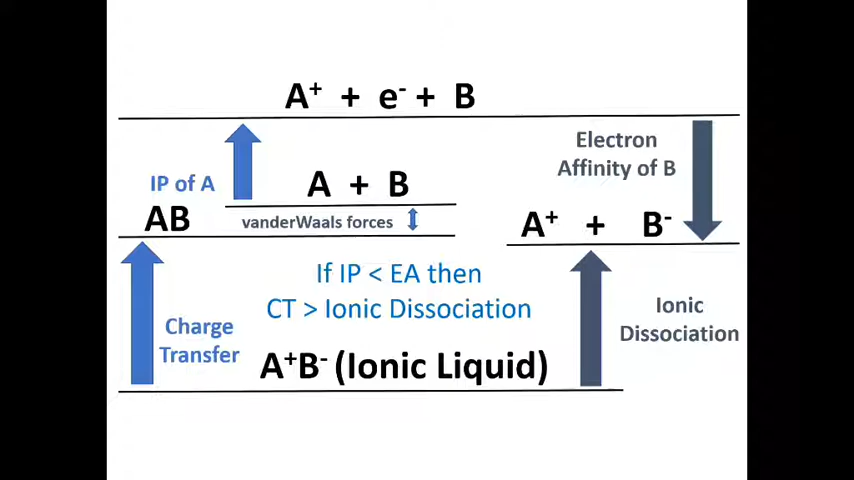 A⁺ + e⁻ + B
Electron
Affinity of B
IP of A
A + B
AB
vanderWaals forces
A⁺ + B⁻
If IP < EA then
CT > Ionic Dissociation
Charge
Transfer
Ionic
Dissociation
A⁺B⁻ (Ionic Liquid)